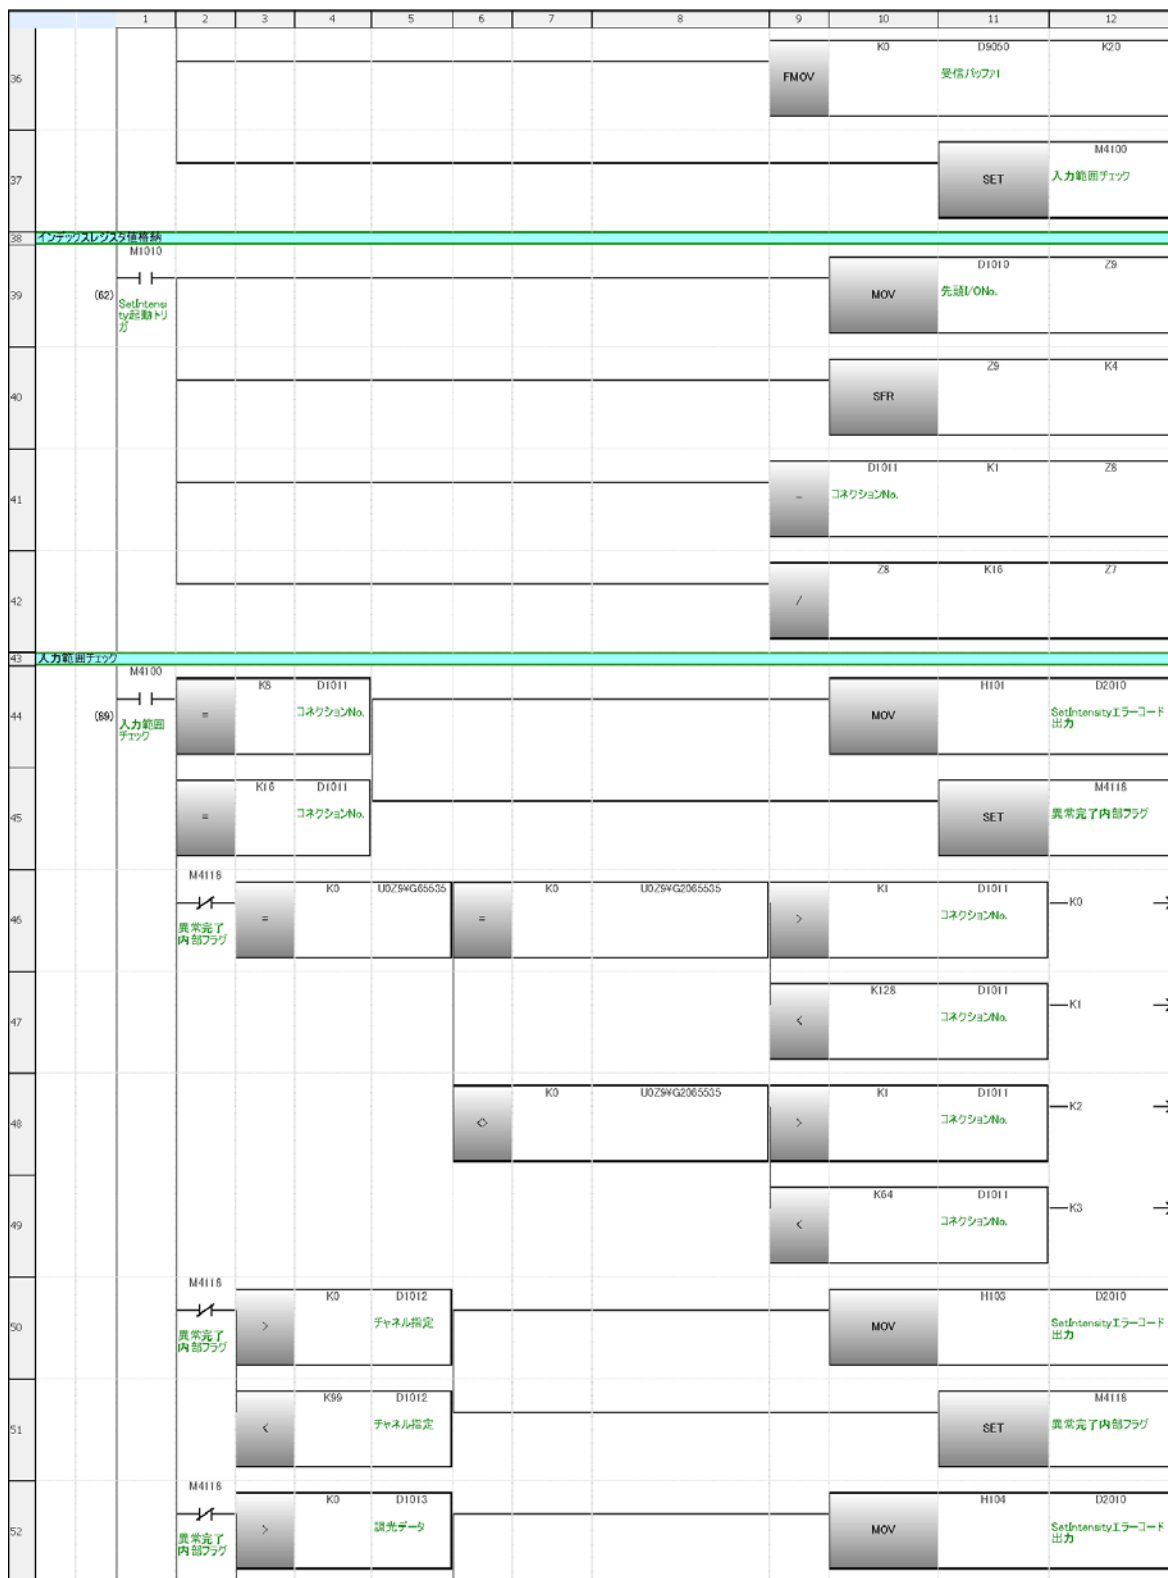 1 2 3 4 5 6 7 8 9 10 11 12
36 FMOV K0 D9050 K20
受信バッファ1
37 SET M4100
入力範囲チェック
38 インデックスレジスタ値格納
39 (62) M1010 MOV D1010 Z9
SetIntensi
ty起動トリ
ガ
先頭I/ONo.
40 SFR Z9 K4
41 - D1011 K1 Z8
コネクションNo.
42 / Z8 K16 Z7
43 入力範囲チェック
44 (89) M4100 = K8 D1011 MOV H101 D2010
入力範囲
チェック
コネクションNo.
SetIntensityエラーコード
出力
45 = K16 D1011 SET M4118
コネクションNo.
異常完了内部フラグ
46 M4118 = K0 U0Z9¥G65535 = K0 U0Z9¥G2065535 > K1 D1011 K0
異常完了
内部フラグ
コネクションNo.
47 < K128 D1011 K1
コネクションNo.
48 <> K0 U0Z9¥G2065535 > K1 D1011 K2
コネクションNo.
49 < K64 D1011 K3
コネクションNo.
50 M4118 > K0 D1012 MOV H103 D2010
異常完了
内部フラグ
チャネル指定
SetIntensityエラーコード
出力
51 < K99 D1012 SET M4118
チャネル指定
異常完了内部フラグ
52 M4118 > K0 D1013 MOV H104 D2010
異常完了
内部フラグ
調光データ
SetIntensityエラーコード
出力